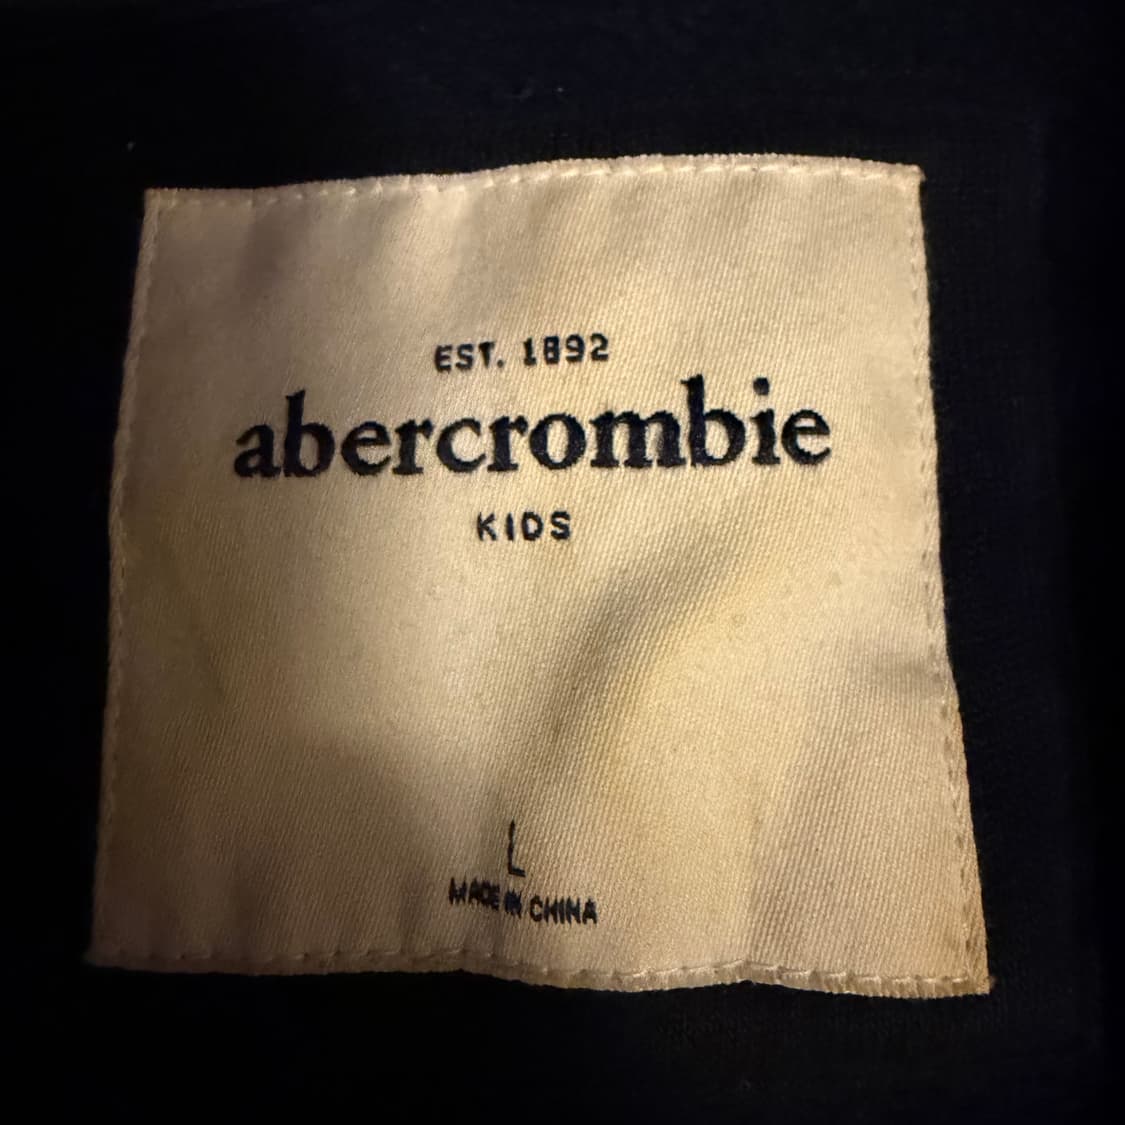 EST. 1892
abercrombie
KIDS
L
MADE IN CHINA